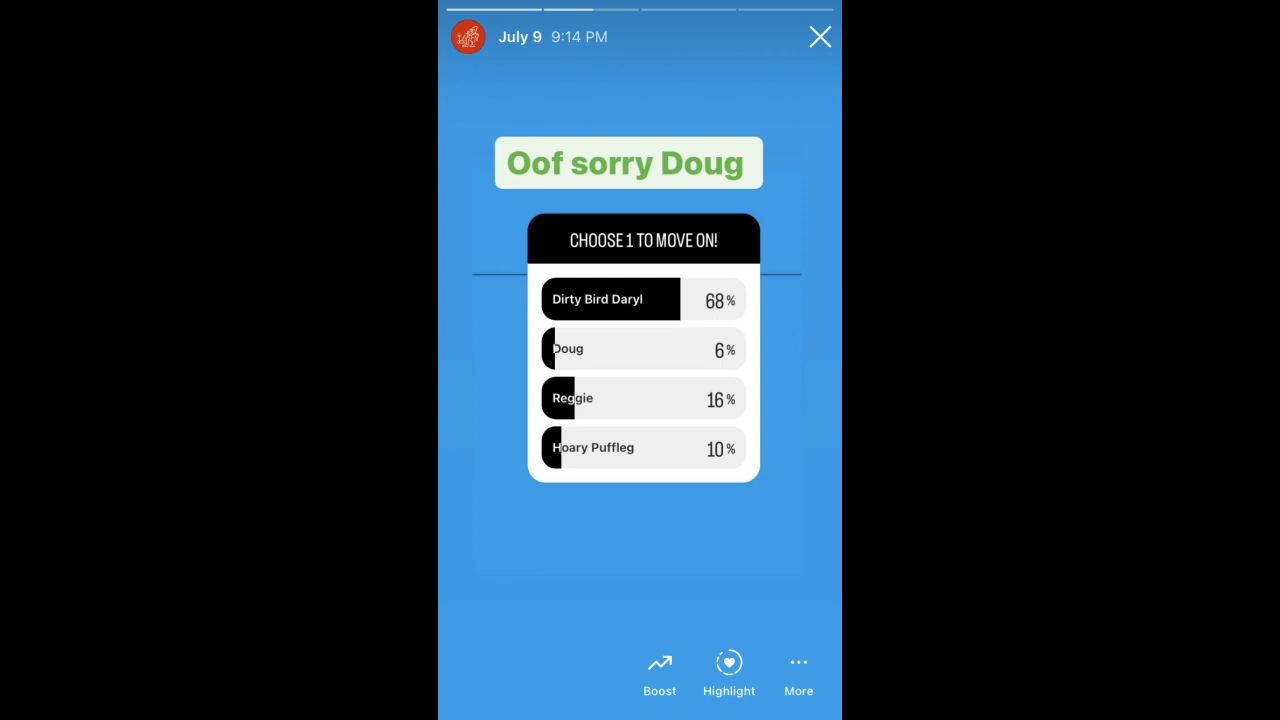 July 9 9:14 PM
Oof sorry Doug
CHOOSE 1 TO MOVE ON!
Dirty Bird Daryl 68%
Doug 6%
Reggie 16%
Hoary Puffleg 10%
Boost Highlight More